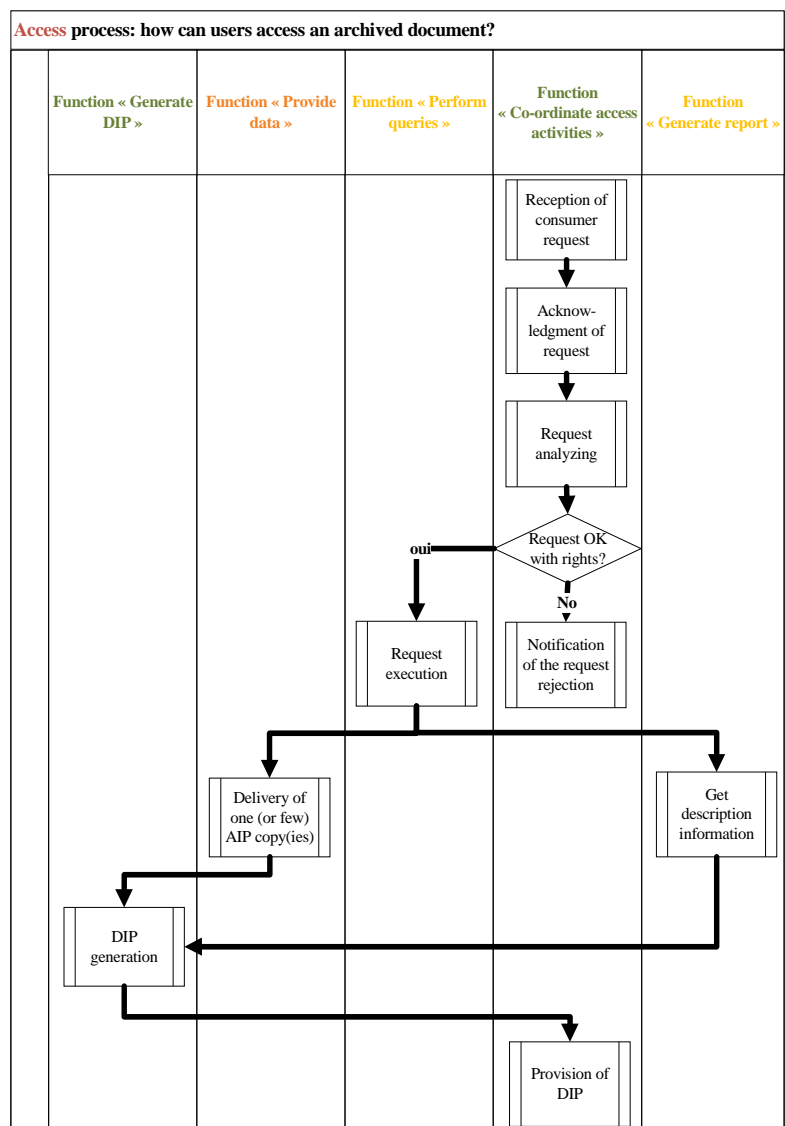 Access process: how can users access an archived document?
Function « Generate
DIP »
Function « Provide
data »
Function « Perform
queries »
Function
« Co-ordinate access
activities »
Function
« Generate report »
Reception of
consumer
request
Acknow-
ledgment of
request
Request
analyzing
Request OK
with rights?
oui
No
Request
execution
Notification
of the request
rejection
Delivery of
one (or few)
AIP copy(ies)
Get
description
information
DIP
generation
Provision of
DIP